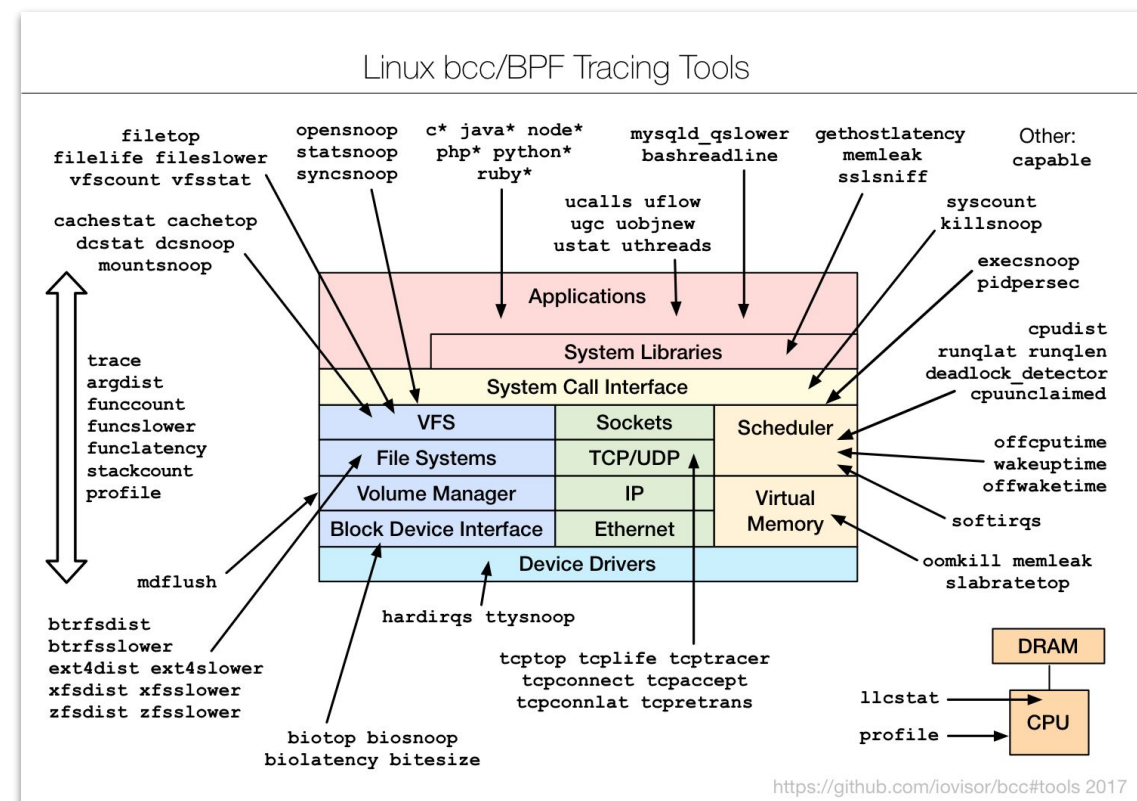 Linux bcc/BPF Tracing Tools
filetop
filelife fileslower
vfscount vfsstat
opensnoop
statsnoop
syncsnoop
c* java* node*
php* python*
ruby*
mysqld_qslower
bashreadline
gethostlatency
memleak
sslsniff
Other:
capable
cachestat cachetop
dcstat dcsnoop
mountsnoop
ucalls uflow
ugc uobjnew
ustat uthreads
syscount
killsnoop
execsnoop
pidpersec
cpudist
runqlat runqlen
deadlock_detector
cpuunclaimed
trace
argdist
funccount
funcslower
funclatency
stackcount
profile
Applications
System Libraries
System Call Interface
VFS
Sockets
Scheduler
File Systems
TCP/UDP
Volume Manager
IP
Virtual
Memory
Block Device Interface
Ethernet
Device Drivers
offcputime
wakeuptime
offwaketime
softirqs
oomkill memleak
slabratetop
mdflush
hardirqs ttysnoop
btrfsdist
btrfsslower
ext4dist ext4slower
xfsdist xfsslower
zfsdist zfsslower
tcptop tcplife tcptracer
tcpconnect tcpaccept
tcpconnlat tcpretrans
biotop biosnoop
biolatency bitesize
DRAM
llcstat
CPU
profile
https://github.com/iovisor/bcc#tools 2017